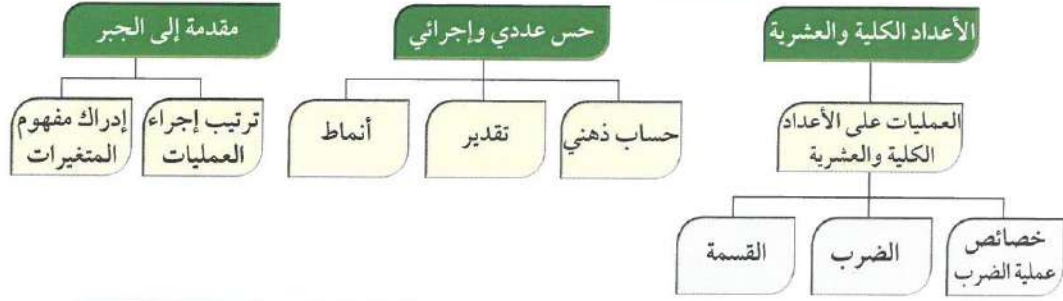 الأعداد الكلية والعشرية
حس عددي وإجرائي
مقدمة إلى الجبر
العمليات على الأعداد
الكلية والعشرية
حساب ذهني
تقدير
أنماط
ترتيب إجراء
العمليات
إدراك مفهوم
المتغيرات
خصائص
عملية الضرب
الضرب
القسمة